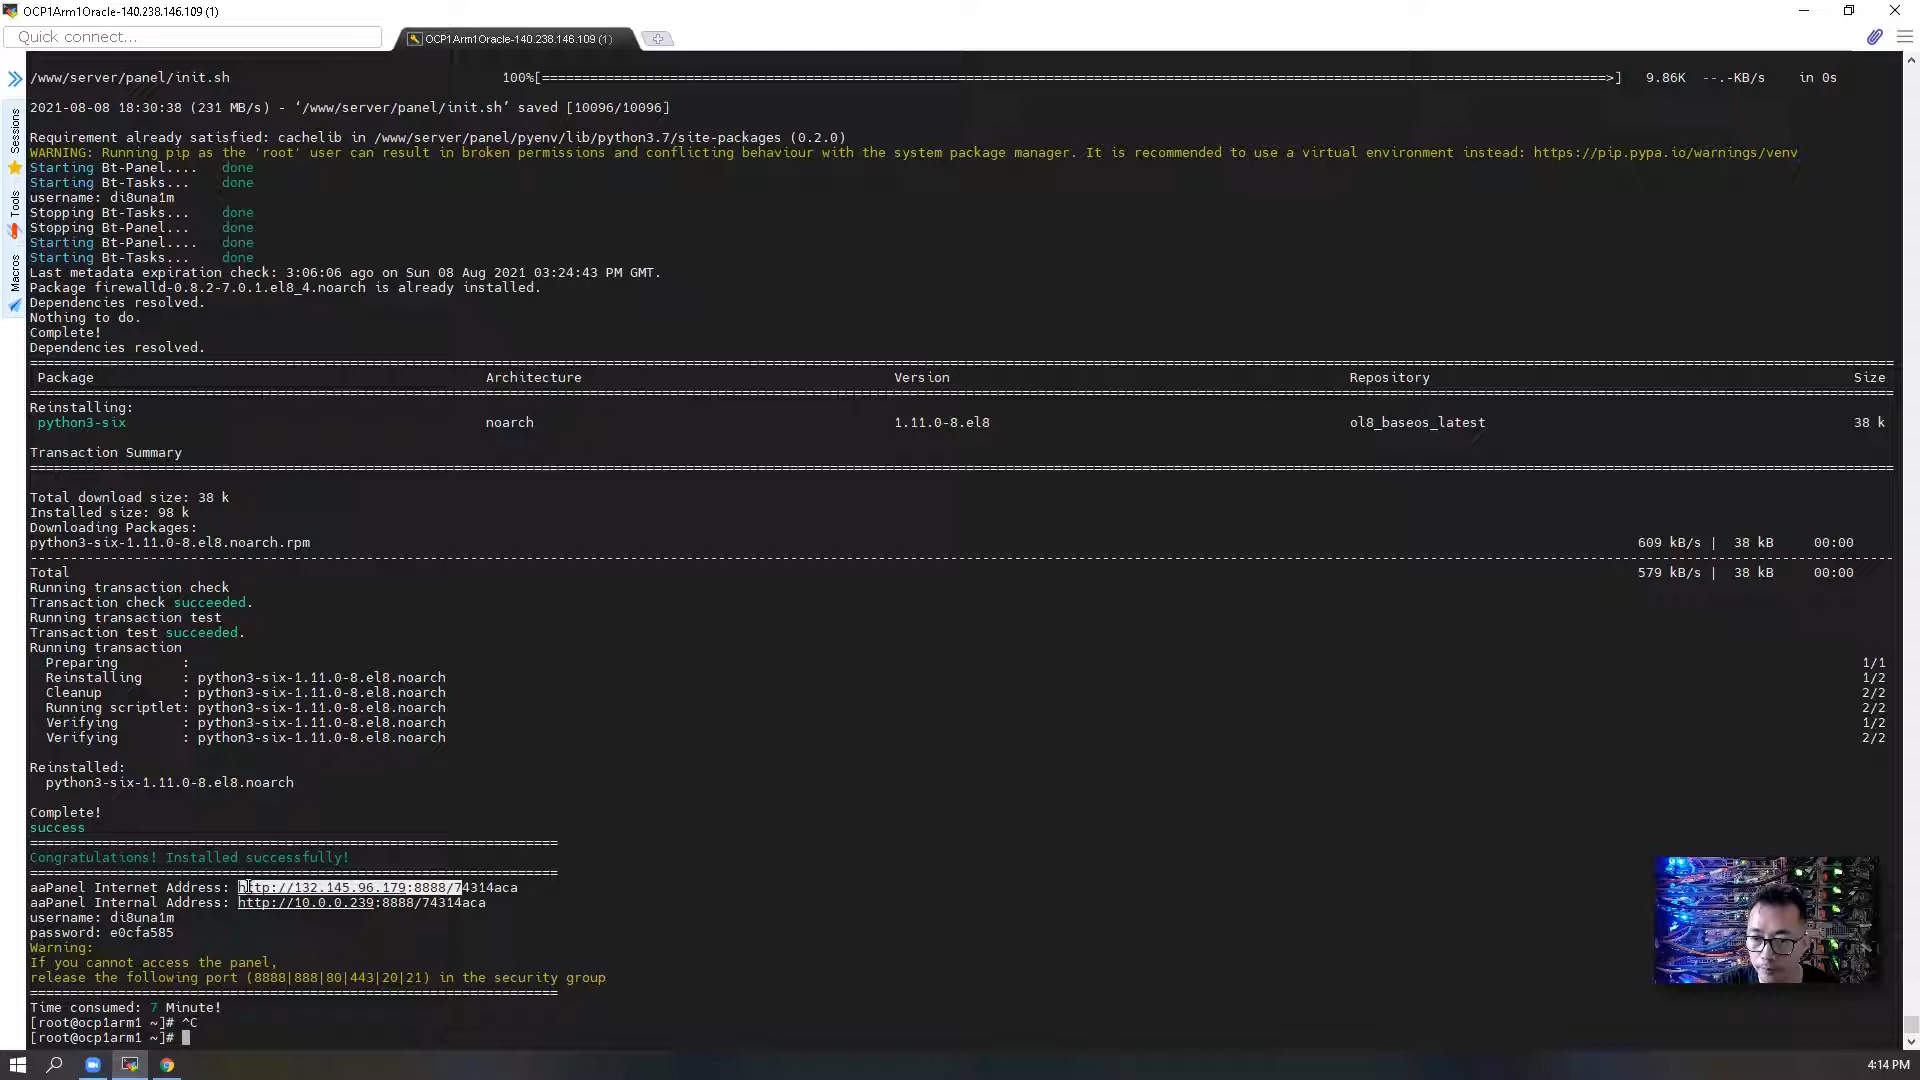 OCP1Arm1Oracle-140.238.146.109 (1)
Quick connect...
OCP1Arm1Oracle-140.238.146.109 (1)
Sessions
Tools
Macros
/www/server/panel/init.sh 100%[=====================================================================================================================================>] 9.86K --.-KB/s in 0s
2021-08-08 18:30:38 (231 MB/s) - ‘/www/server/panel/init.sh’ saved [10096/10096]
Requirement already satisfied: cachelib in /www/server/panel/pyenv/lib/python3.7/site-packages (0.2.0)
WARNING: Running pip as the 'root' user can result in broken permissions and conflicting behaviour with the system package manager. It is recommended to use a virtual environment instead: https://pip.pypa.io/warnings/venv
Starting Bt-Panel.... done
Starting Bt-Tasks... done
username: di8una1m
Stopping Bt-Tasks... done
Stopping Bt-Panel... done
Starting Bt-Panel.... done
Starting Bt-Tasks... done
Last metadata expiration check: 3:06:06 ago on Sun 08 Aug 2021 03:24:43 PM GMT.
Package firewalld-0.8.2-7.0.1.el8_4.noarch is already installed.
Dependencies resolved.
Nothing to do.
Complete!
Dependencies resolved.
Package Architecture Version Repository Size
Reinstalling:
python3-six noarch 1.11.0-8.el8 ol8_baseos_latest 38 k
Transaction Summary
Total download size: 38 k
Installed size: 98 k
Downloading Packages:
python3-six-1.11.0-8.el8.noarch.rpm 609 kB/s | 38 kB 00:00
Total 579 kB/s | 38 kB 00:00
Running transaction check
Transaction check succeeded.
Running transaction test
Transaction test succeeded.
Running transaction
Preparing : 1/1
Reinstalling : python3-six-1.11.0-8.el8.noarch 1/2
Cleanup : python3-six-1.11.0-8.el8.noarch 2/2
Running scriptlet: python3-six-1.11.0-8.el8.noarch 2/2
Verifying : python3-six-1.11.0-8.el8.noarch 1/2
Verifying : python3-six-1.11.0-8.el8.noarch 2/2
Reinstalled:
python3-six-1.11.0-8.el8.noarch
Complete!
success
Congratulations! Installed successfully!
aaPanel Internet Address: http://132.145.96.179:8888/74314aca
aaPanel Internal Address: http://10.0.0.239:8888/74314aca
username: di8una1m
password: e0cfa585
Warning:
If you cannot access the panel,
release the following port (8888|888|80|443|20|21) in the security group
Time consumed: 7 Minute!
[root@ocp1arm1 ~]# ^C
[root@ocp1arm1 ~]#
4:14 PM